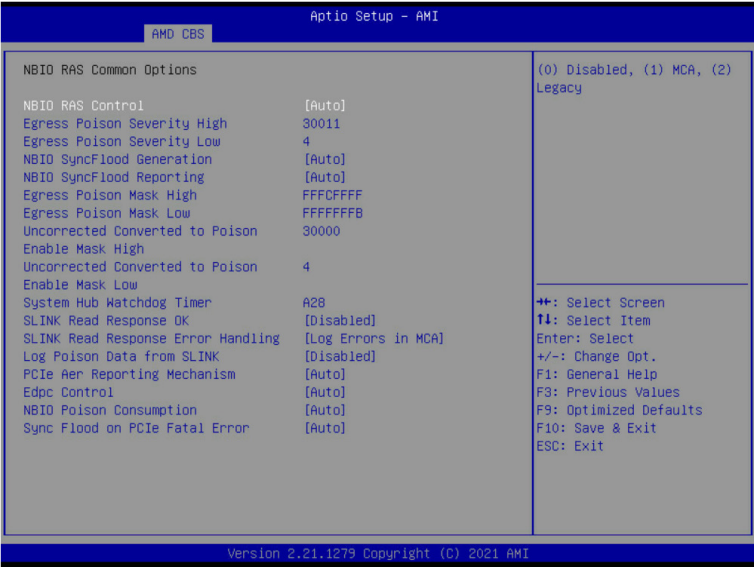 Aptio Setup – AMI
AMD CBS
NBIO RAS Common Options
NBIO RAS Control [Auto]
Egress Poison Severity High 30011
Egress Poison Severity Low 4
NBIO SyncFlood Generation [Auto]
NBIO SyncFlood Reporting [Auto]
Egress Poison Mask High FFFCFFFF
Egress Poison Mask Low FFFFFFFB
Uncorrected Converted to Poison 30000
Enable Mask High
Uncorrected Converted to Poison 4
Enable Mask Low
System Hub Watchdog Timer A28
SLINK Read Response OK [Disabled]
SLINK Read Response Error Handling [Log Errors in MCA]
Log Poison Data from SLINK [Disabled]
PCIe Aer Reporting Mechanism [Auto]
Edpc Control [Auto]
NBIO Poison Consumption [Auto]
Sync Flood on PCIe Fatal Error [Auto]
(0) Disabled, (1) MCA, (2)
Legacy
→←: Select Screen
↑↓: Select Item
Enter: Select
+/-: Change Opt.
F1: General Help
F3: Previous Values
F9: Optimized Defaults
F10: Save & Exit
ESC: Exit
Version 2.21.1279 Copyright (C) 2021 AMI